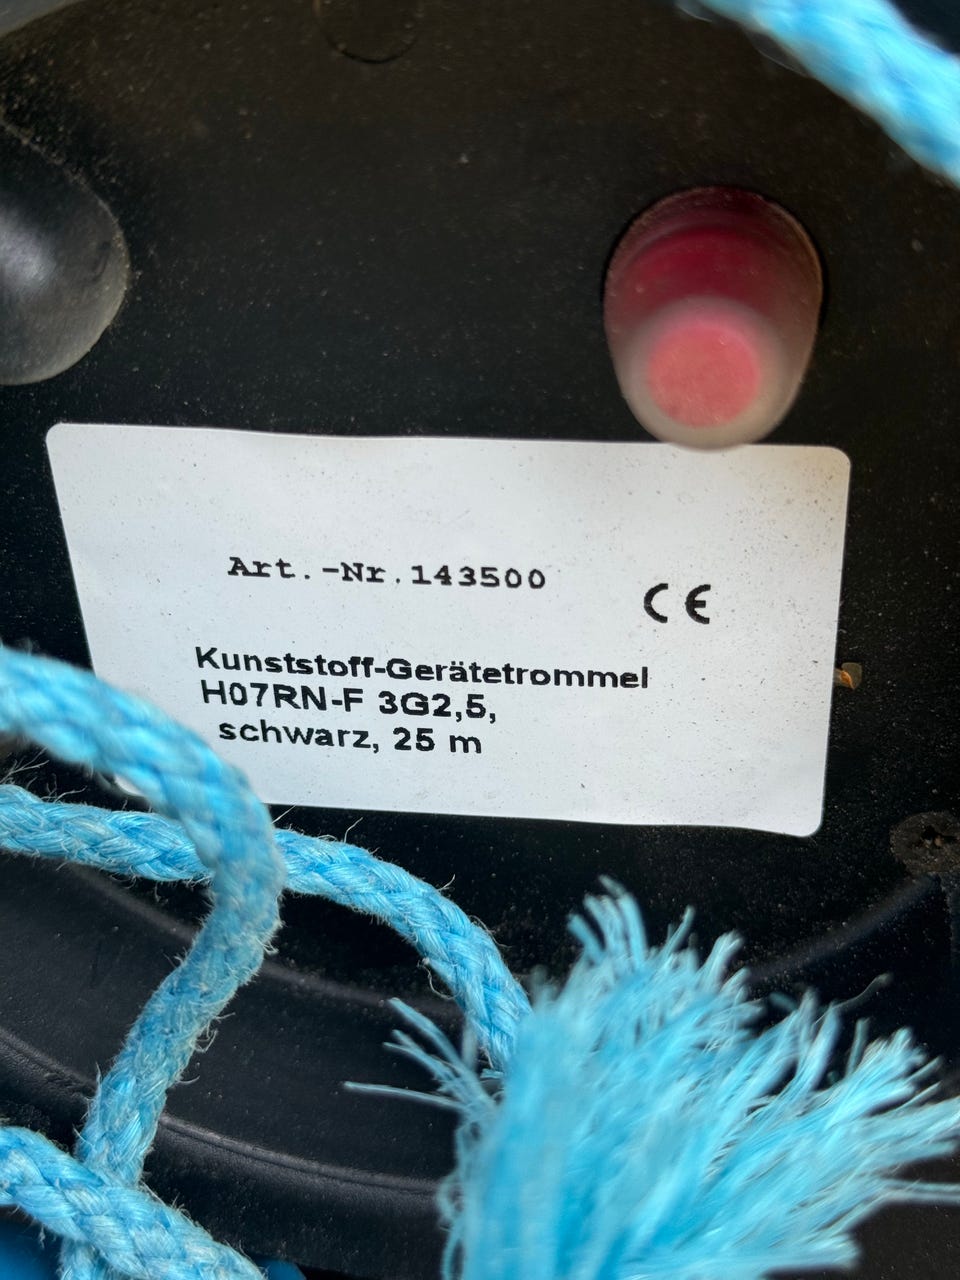 Art.-Nr.143500
CE
Kunststoff-Gerätetrommel
H07RN-F 3G2,5,
schwarz, 25 m